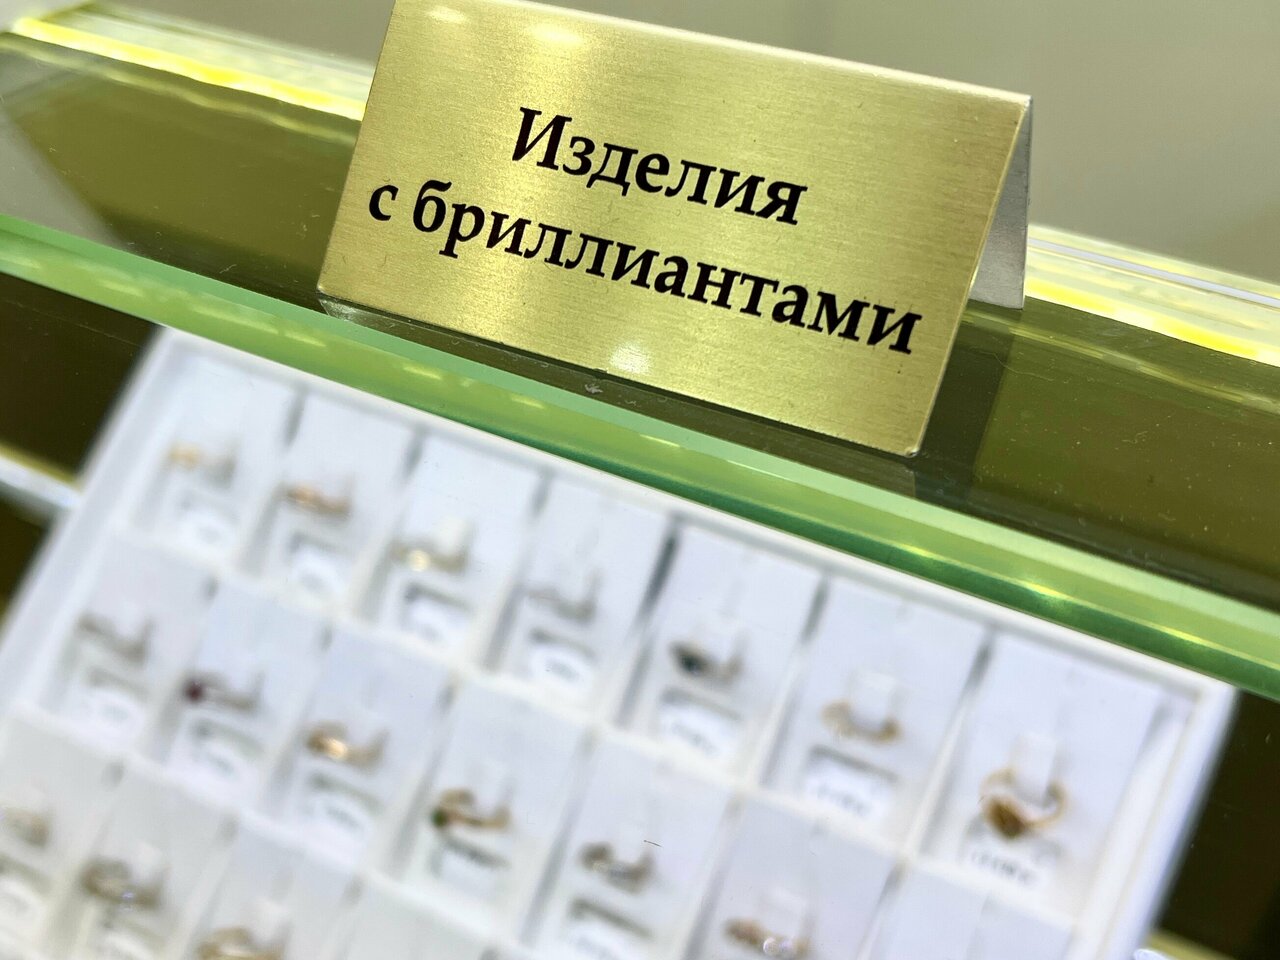 Изделия
с бриллиантами